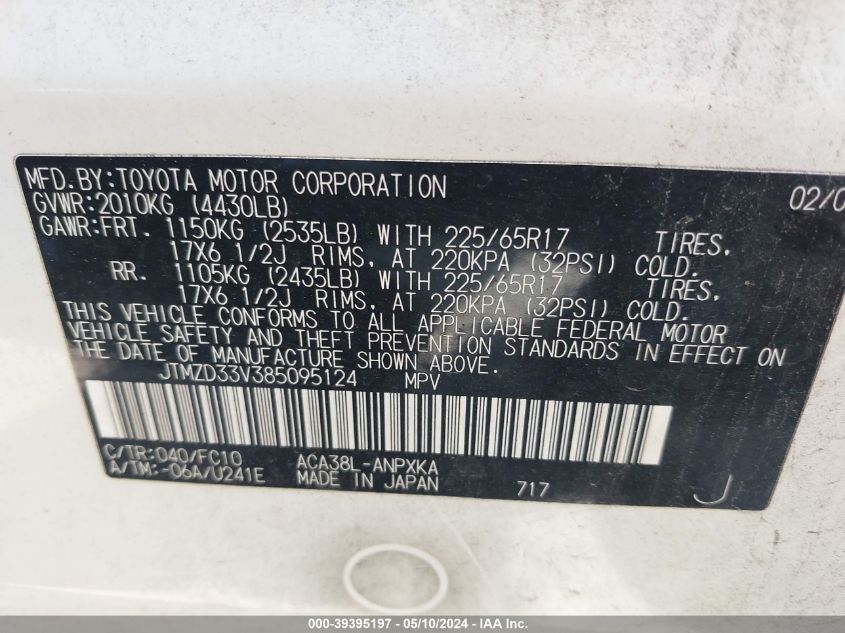 MFD.BY:TOYOTA MOTOR CORPORATION 02/0
GVWR:2010KG (4430LB)
GAWR:FRT. 1150KG (2535LB) WITH 225/65R17 TIRES,
17X6 1/2J RIMS, AT 220KPA (32PSI) COLD.
RR. 1105KG (2435LB) WITH 225/65R17 TIRES,
17X6 1/2J RIMS, AT 220KPA (32PSI) COLD.
THIS VEHICLE CONFORMS TO ALL APPLICABLE FEDERAL MOTOR
VEHICLE SAFETY AND THEFT PREVENTION STANDARDS IN EFFECT ON
THE DATE OF MANUFACTURE SHOWN ABOVE.
JTMZD33V385095124 MPV
C/TR:040/FC10 ACA38L-ANPXKA
A/TM:-06A/U241E MADE IN JAPAN 717 J
000-39395197 - 05/10/2024 - IAA Inc.